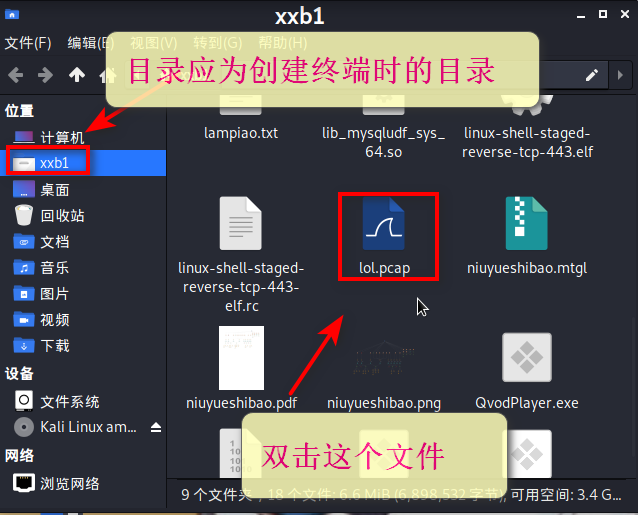 xxb1
文件(F) 编辑(E) 视图(V) 转到(G) 帮助(H)
目录应为创建终端时的目录
位置
计算机
xxb1
桌面
回收站
文档
音乐
图片
视频
下载
设备
文件系统
Kali Linux am...
网络
浏览网络
lampiao.txt
lib_mysqludf_sys_
64.so
linux-shell-staged-
reverse-tcp-443.elf
linux-shell-staged-
reverse-tcp-443-
elf.rc
lol.pcap
niuyueshibao.mtgl
niuyueshibao.pdf
niuyueshibao.png
QvodPlayer.exe
双击这个文件
9 个文件夹，18 个文件: 6.6 MiB (6,898,532 字节), 可用空间: 3.4 G...